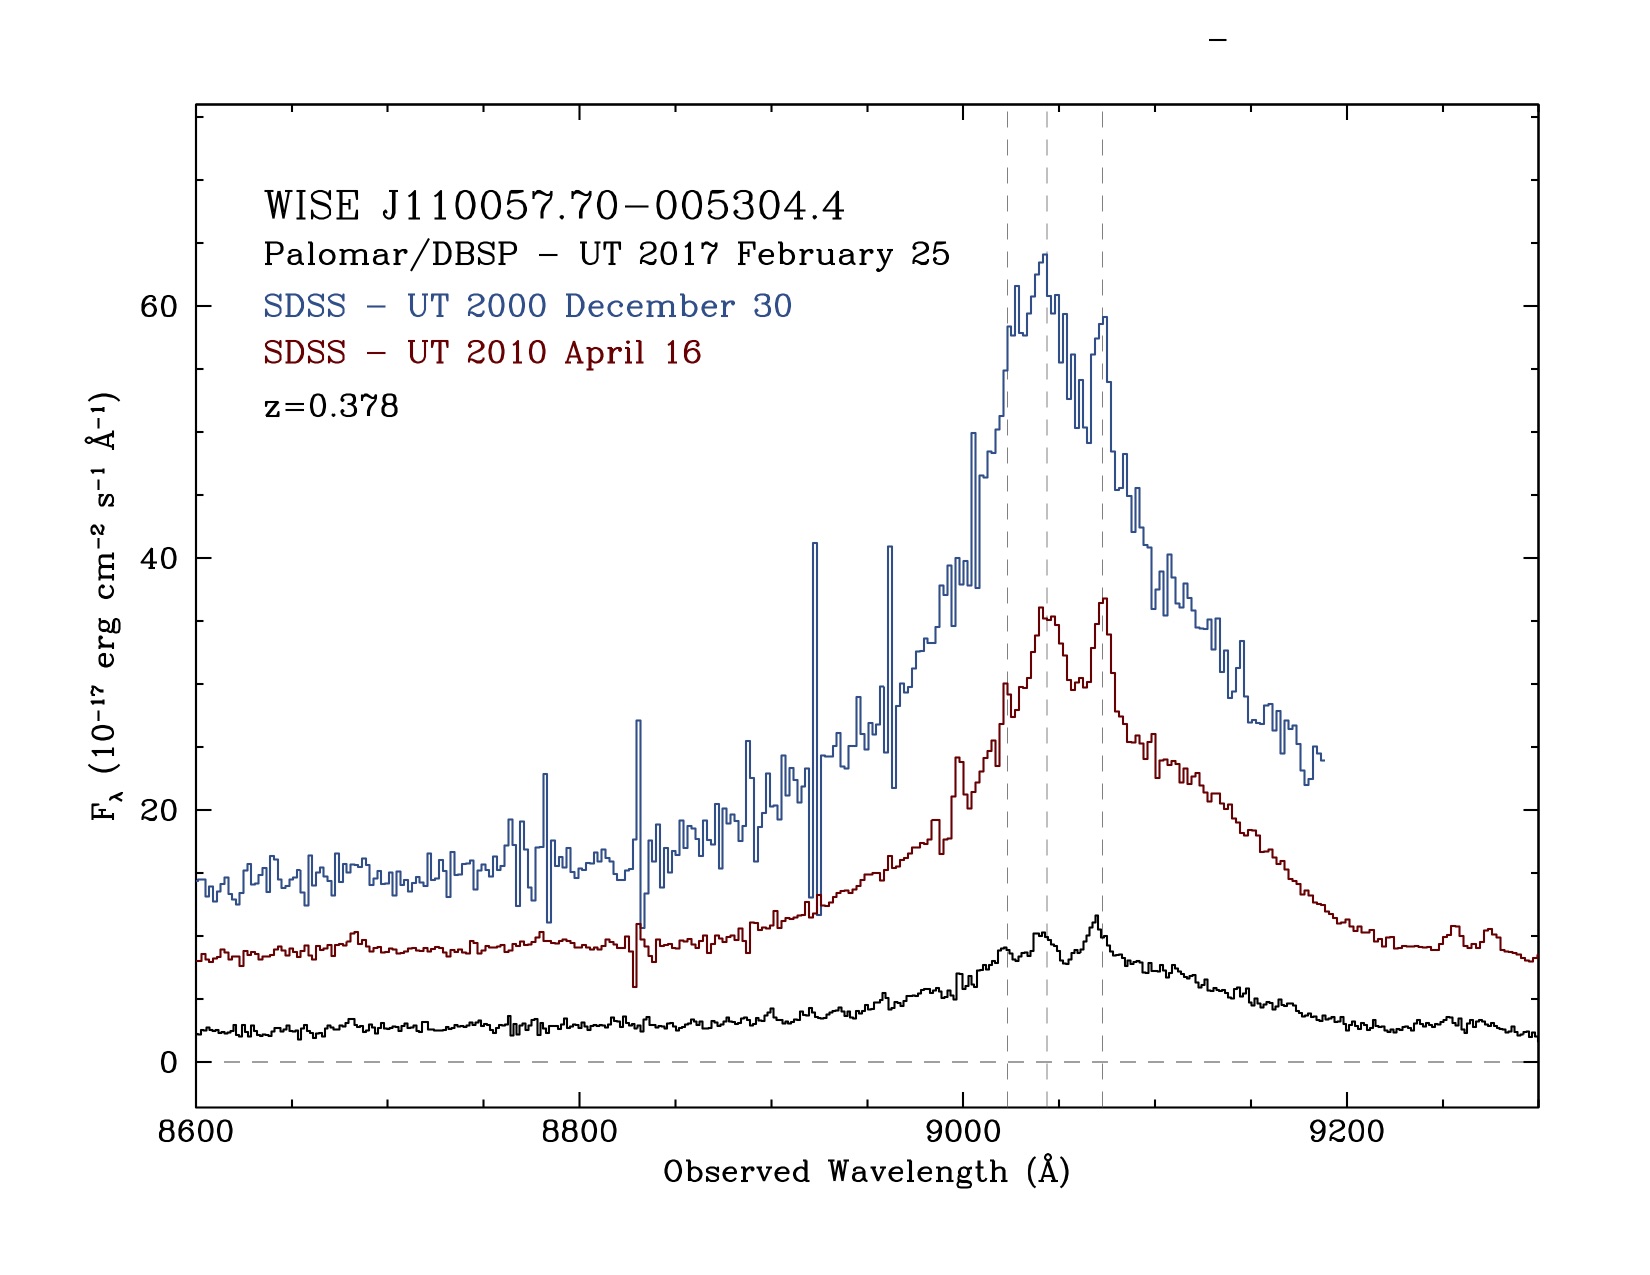 WISE J110057.70−005304.4
Palomar/DBSP − UT 2017 February 25
SDSS − UT 2000 December 30
SDSS − UT 2010 April 16
z=0.378
F_λ (10⁻¹⁷ erg cm⁻² s⁻¹ Å⁻¹)
60
40
20
0
8600 8800 9000 9200
Observed Wavelength (Å)